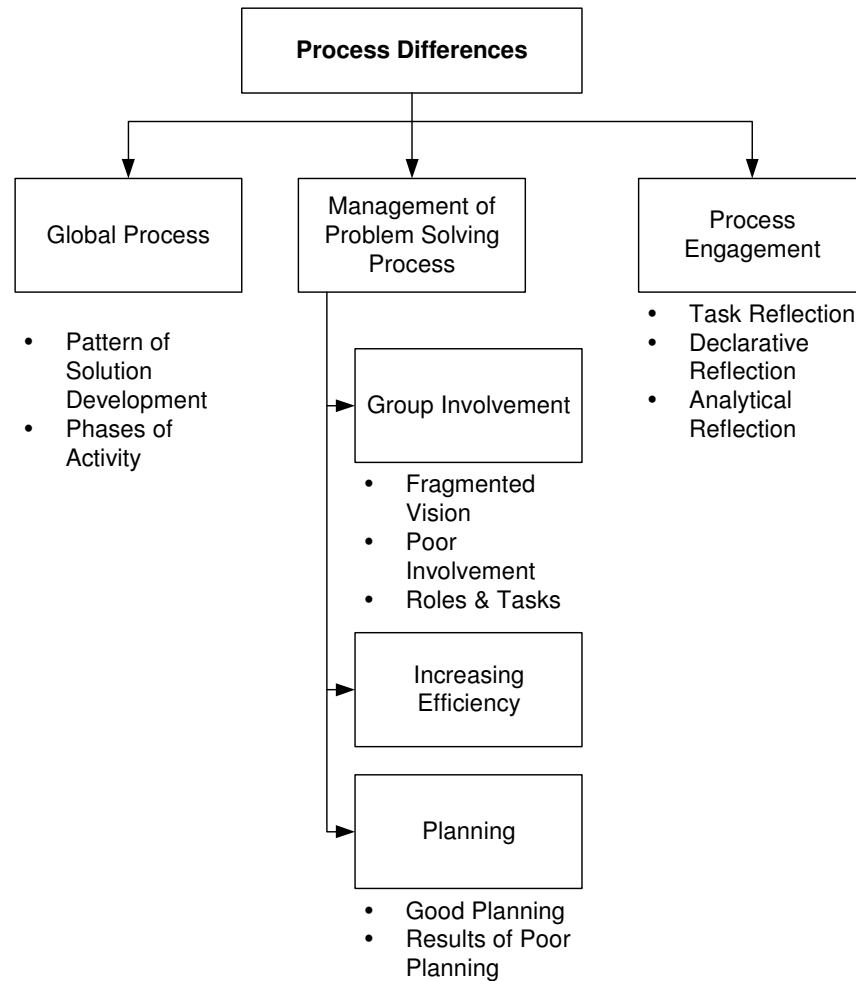 Process Differences
Global Process
Management of
Problem Solving
Process
Process
Engagement
• Pattern of
Solution
Development
• Phases of
Activity
• Task Reflection
• Declarative
Reflection
• Analytical
Reflection
Group Involvement
• Fragmented
Vision
• Poor
Involvement
• Roles & Tasks
Increasing
Efficiency
Planning
• Good Planning
• Results of Poor
Planning